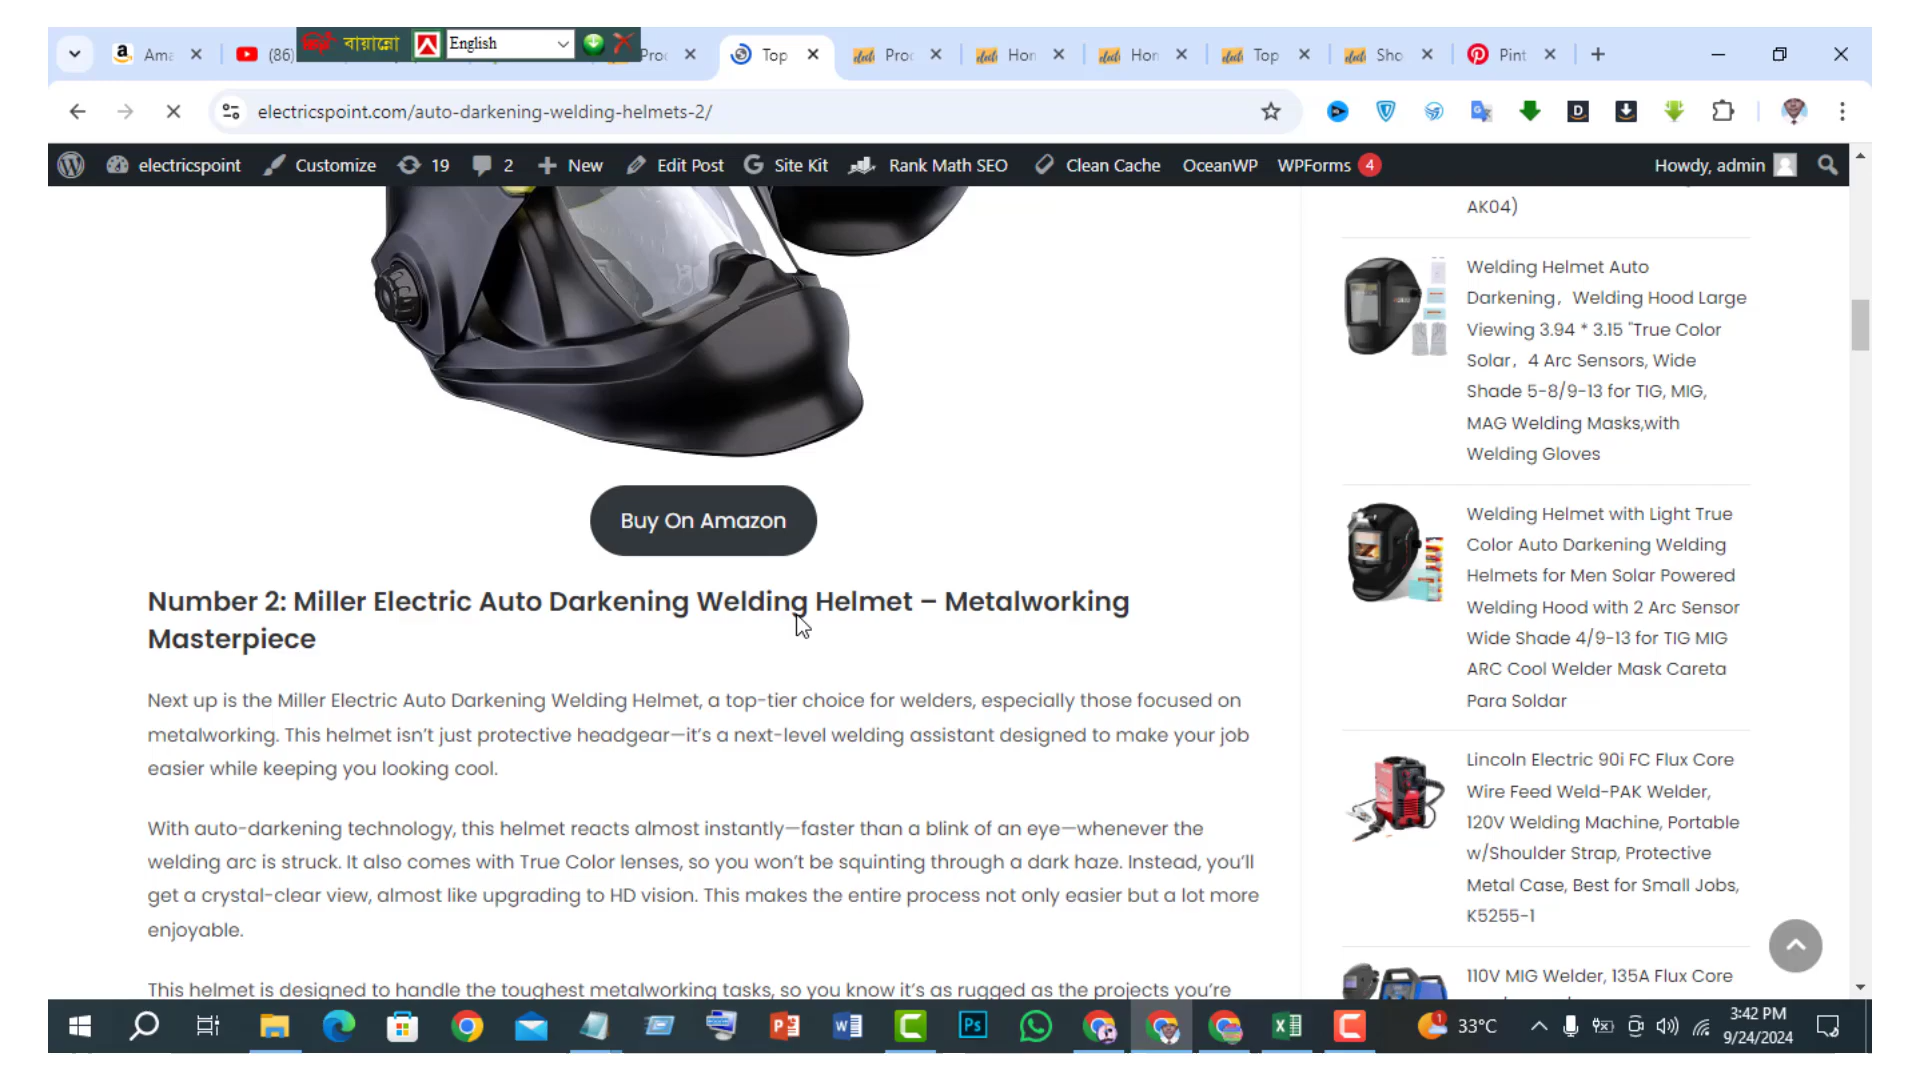 Ama
(86)
বায়ান্নো
English
Proc
Top
Proc
Hon
Hon
Top
Sho
Pint
electricspoint.com/auto-darkening-welding-helmets-2/
electricspoint
Customize
19
2
New
Edit Post
Site Kit
Rank Math SEO
Clean Cache
OceanWP
WPForms 4
Howdy, admin
Buy On Amazon
Number 2: Miller Electric Auto Darkening Welding Helmet – Metalworking
Masterpiece
Next up is the Miller Electric Auto Darkening Welding Helmet, a top-tier choice for welders, especially those focused on
metalworking. This helmet isn't just protective headgear—it's a next-level welding assistant designed to make your job
easier while keeping you looking cool.
With auto-darkening technology, this helmet reacts almost instantly—faster than a blink of an eye—whenever the
welding arc is struck. It also comes with True Color lenses, so you won't be squinting through a dark haze. Instead, you'll
get a crystal-clear view, almost like upgrading to HD vision. This makes the entire process not only easier but a lot more
enjoyable.
This helmet is designed to handle the toughest metalworking tasks, so you know it's as rugged as the projects you're
AK04)
Welding Helmet Auto
Darkening，Welding Hood Large
Viewing 3.94 * 3.15 "True Color
Solar，4 Arc Sensors, Wide
Shade 5-8/9-13 for TIG, MIG,
MAG Welding Masks,with
Welding Gloves
Welding Helmet with Light True
Color Auto Darkening Welding
Helmets for Men Solar Powered
Welding Hood with 2 Arc Sensor
Wide Shade 4/9-13 for TIG MIG
ARC Cool Welder Mask Careta
Para Soldar
Lincoln Electric 90i FC Flux Core
Wire Feed Weld-PAK Welder,
120V Welding Machine, Portable
w/Shoulder Strap, Protective
Metal Case, Best for Small Jobs,
K5255-1
110V MIG Welder, 135A Flux Core
33°C
3:42 PM
9/24/2024